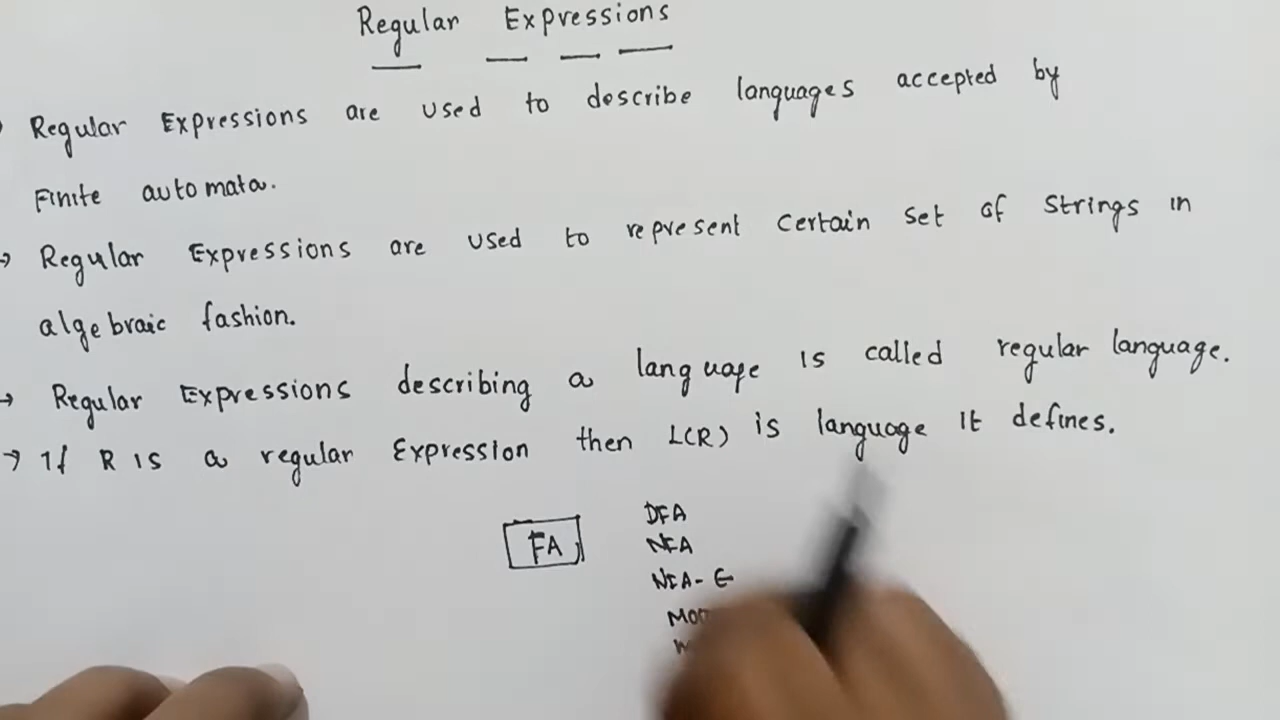 Regular Expressions
Regular Expressions are used to describe languages accepted by
Finite automata.
→ Regular Expressions are used to represent certain set of strings in
algebraic fashion.
→ Regular Expressions describing a language is called regular language.
→ If R is a regular Expression then L(R) is language it defines.
FA
DFA
NFA
NFA-ϵ